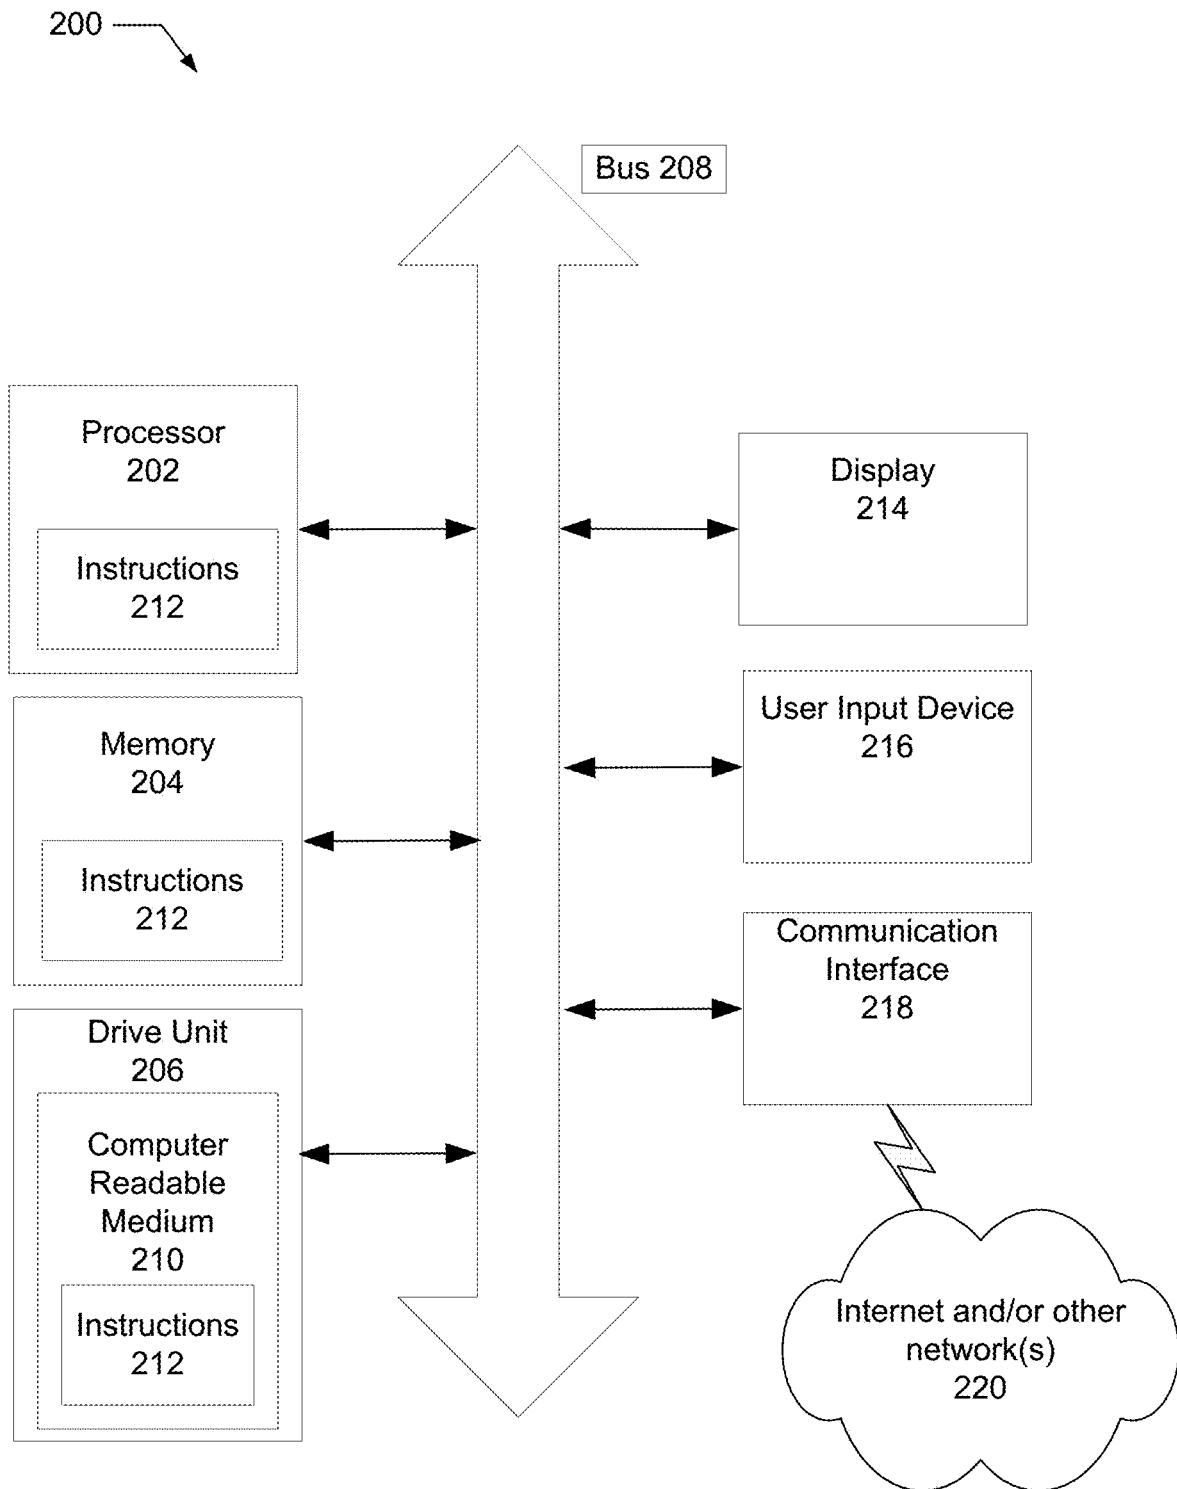 200
Bus 208
Processor
202
Instructions
212
Memory
204
Instructions
212
Drive Unit
206
Computer
Readable
Medium
210
Instructions
212
Display
214
User Input Device
216
Communication
Interface
218
Internet and/or other
network(s)
220